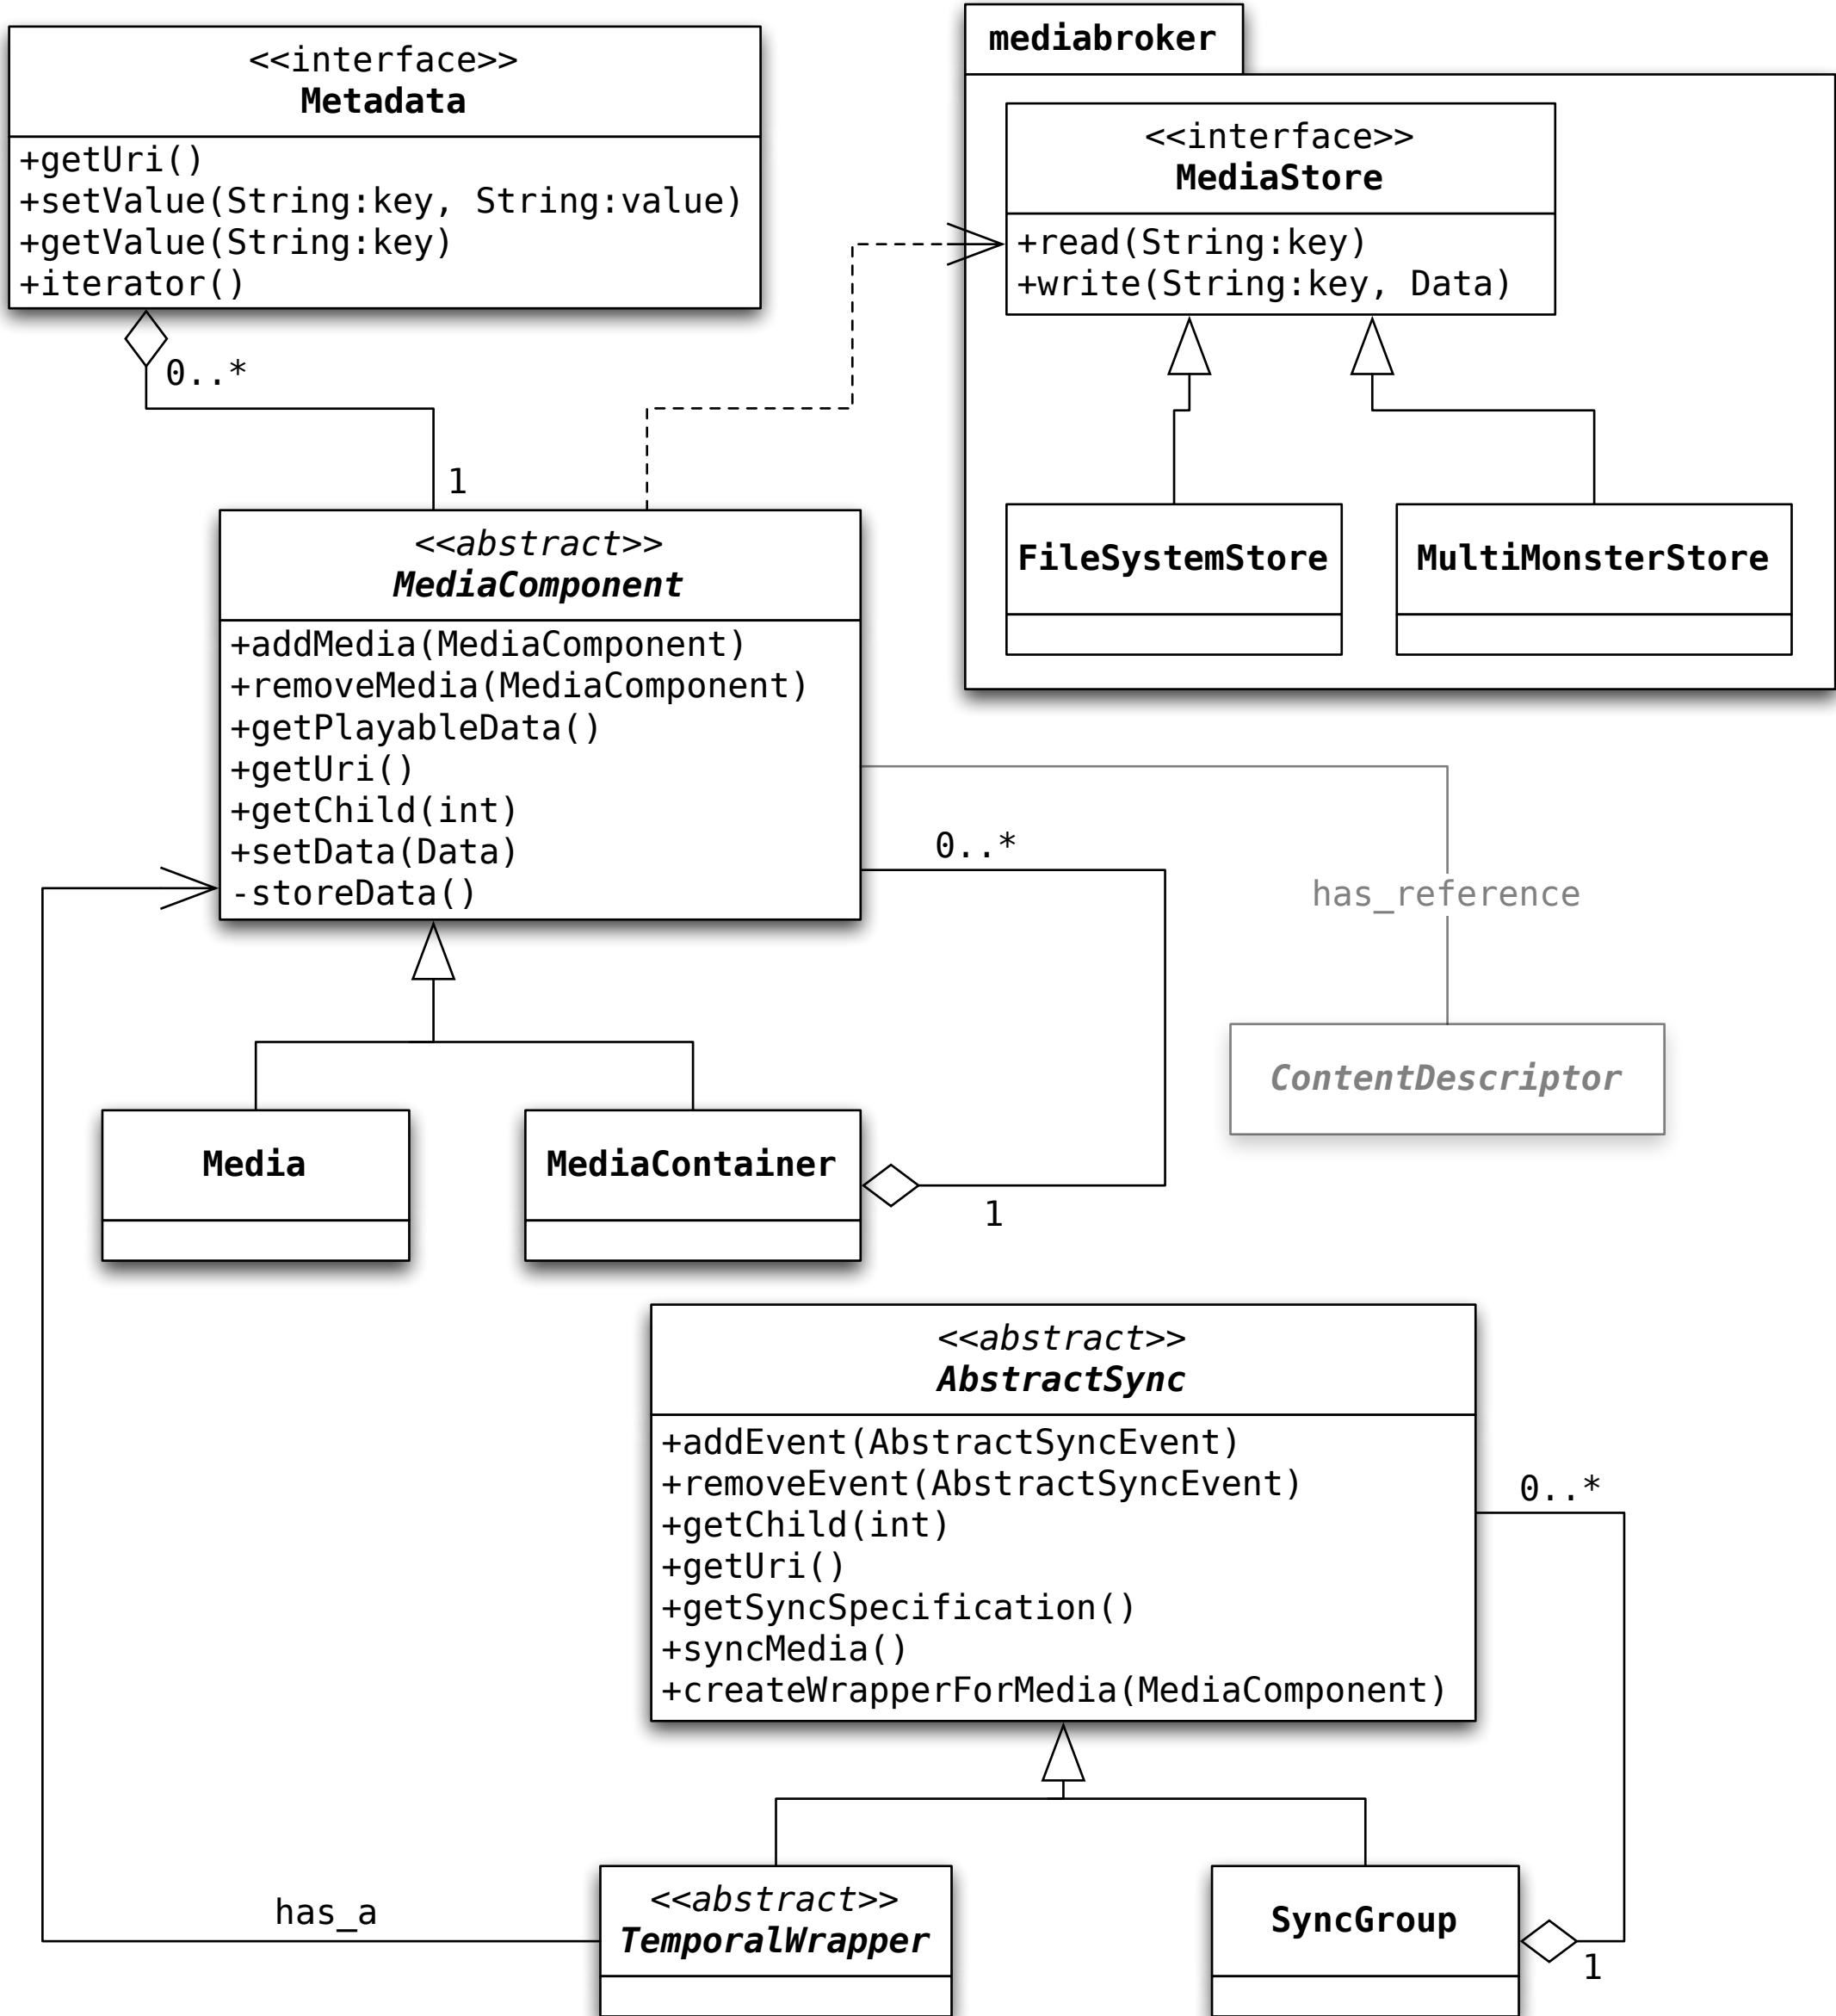 <<interface>>
Metadata
+getUri()
+setValue(String:key, String:value)
+getValue(String:key)
+iterator()
0..*
1
mediabroker
<<interface>>
MediaStore
+read(String:key)
+write(String:key, Data)
FileSystemStore
MultiMonsterStore
<<abstract>>
MediaComponent
+addMedia(MediaComponent)
+removeMedia(MediaComponent)
+getPlayableData()
+getUri()
+getChild(int)
+setData(Data)
-storeData()
0..*
has_reference
ContentDescriptor
Media
MediaContainer
1
<<abstract>>
AbstractSync
+addEvent(AbstractSyncEvent)
+removeEvent(AbstractSyncEvent)
+getChild(int)
+getUri()
+getSyncSpecification()
+syncMedia()
+createWrapperForMedia(MediaComponent)
0..*
has_a
<<abstract>>
TemporalWrapper
SyncGroup
1